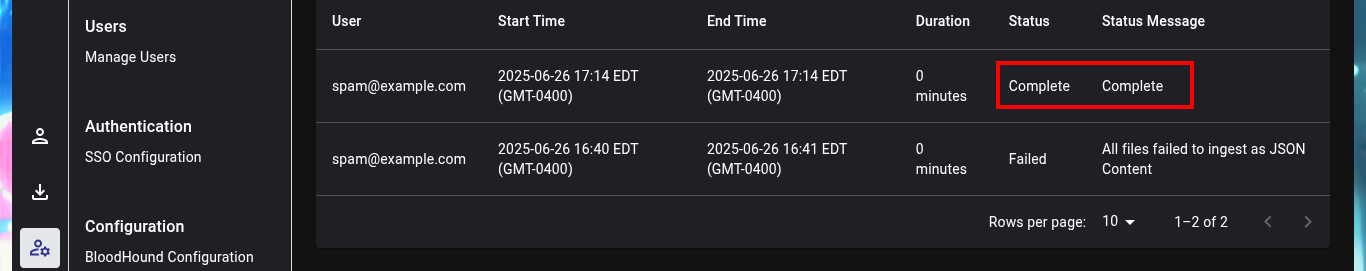 Users
Manage Users
Authentication
SSO Configuration
Configuration
BloodHound Configuration
User Start Time End Time Duration Status Status Message
spam@example.com 2025-06-26 17:14 EDT (GMT-0400) 2025-06-26 17:14 EDT (GMT-0400) 0 minutes Complete Complete
spam@example.com 2025-06-26 16:40 EDT (GMT-0400) 2025-06-26 16:41 EDT (GMT-0400) 0 minutes Failed All files failed to ingest as JSON Content
Rows per page: 10 1–2 of 2